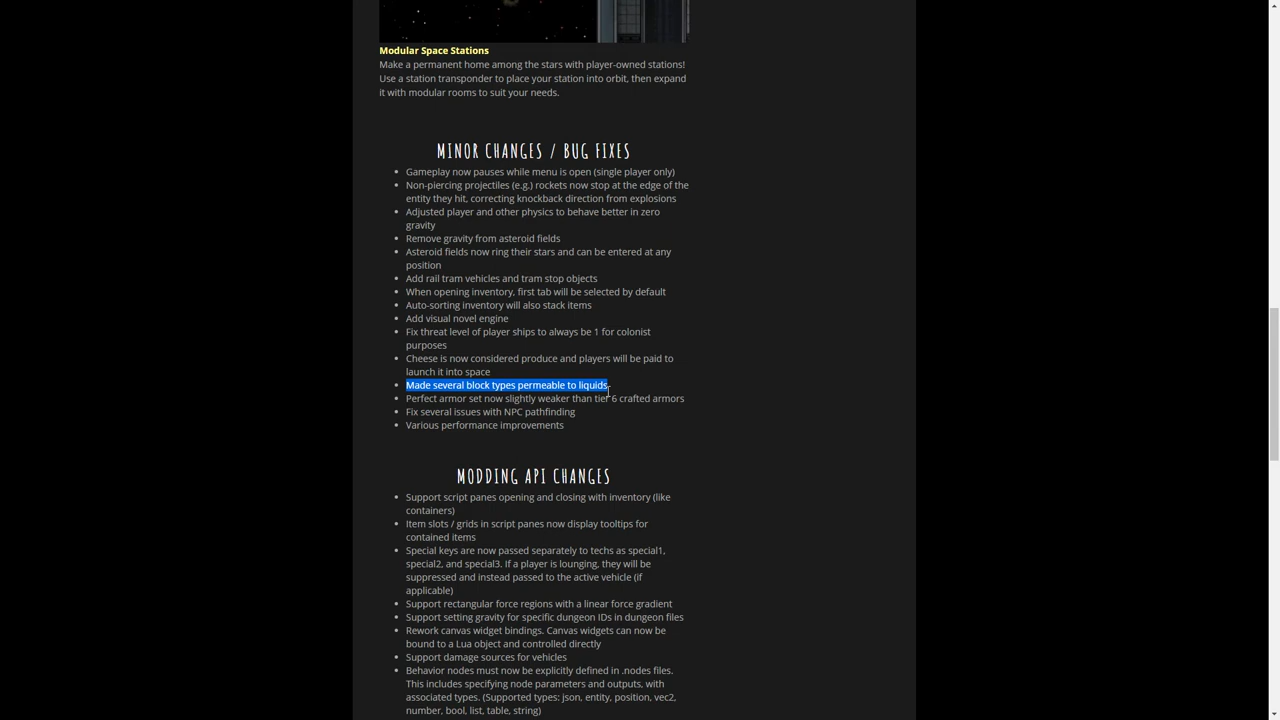 Modular Space Stations
Make a permanent home among the stars with player-owned stations!
Use a station transponder to place your station into orbit, then expand
it with modular rooms to suit your needs.
MINOR CHANGES / BUG FIXES
Gameplay now pauses while menu is open (single player only)
Non-piercing projectiles (e.g.) rockets now stop at the edge of the
entity they hit, correcting knockback direction from explosions
Adjusted player and other physics to behave better in zero
gravity
Remove gravity from asteroid fields
Asteroid fields now ring their stars and can be entered at any
position
Add rail tram vehicles and tram stop objects
When opening inventory, first tab will be selected by default
Auto-sorting inventory will also stack items
Add visual novel engine
Fix threat level of player ships to always be 1 for colonist
purposes
Cheese is now considered produce and players will be paid to
launch it into space
Made several block types permeable to liquids
Perfect armor set now slightly weaker than tier 6 crafted armors
Fix several issues with NPC pathfinding
Various performance improvements
MODDING API CHANGES
Support script panes opening and closing with inventory (like
containers)
Item slots / grids in script panes now display tooltips for
contained items
Special keys are now passed separately to techs as special1,
special2, and special3. If a player is lounging, they will be
suppressed and instead passed to the active vehicle (if
applicable)
Support rectangular force regions with a linear force gradient
Support setting gravity for specific dungeon IDs in dungeon files
Rework canvas widget bindings. Canvas widgets can now be
bound to a Lua object and controlled directly
Support damage sources for vehicles
Behavior nodes must now be explicitly defined in .nodes files.
This includes specifying node parameters and outputs, with
associated types. (Supported types: json, entity, position, vec2,
number, bool, list, table, string)